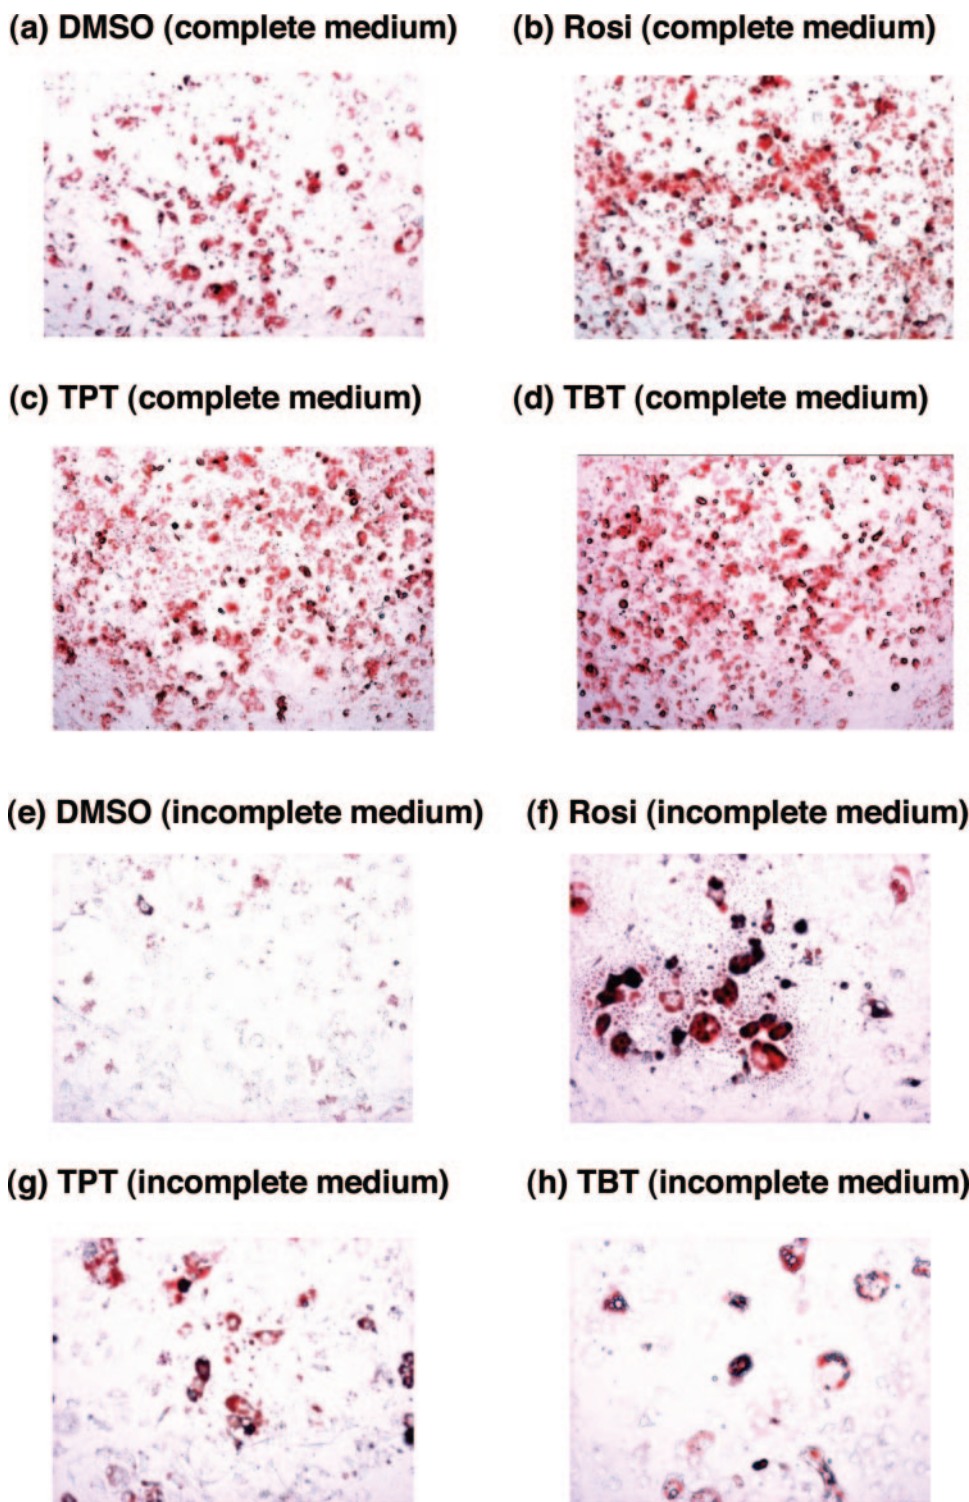 (a) DMSO (complete medium)
(b) Rosi (complete medium)
(c) TPT (complete medium)
(d) TBT (complete medium)
(e) DMSO (incomplete medium)
(f) Rosi (incomplete medium)
(g) TPT (incomplete medium)
(h) TBT (incomplete medium)